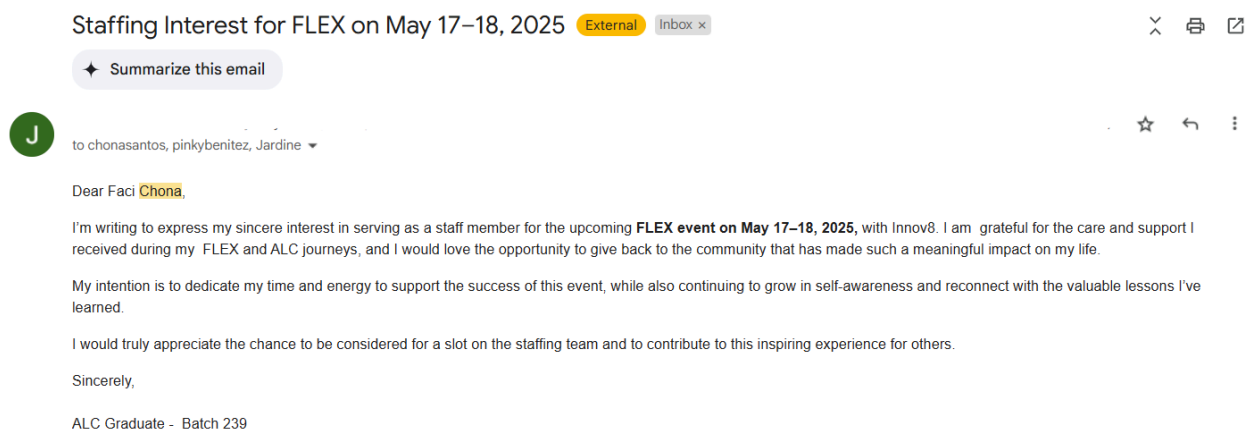 Staffing Interest for FLEX on May 17–18, 2025 External Inbox ×
Summarize this email
J
to chonasantos, pinkybenitez, Jardine
Dear Faci Chona,
I’m writing to express my sincere interest in serving as a staff member for the upcoming FLEX event on May 17–18, 2025, with Innov8. I am grateful for the care and support I
received during my FLEX and ALC journeys, and I would love the opportunity to give back to the community that has made such a meaningful impact on my life.
My intention is to dedicate my time and energy to support the success of this event, while also continuing to grow in self-awareness and reconnect with the valuable lessons I’ve
learned.
I would truly appreciate the chance to be considered for a slot on the staffing team and to contribute to this inspiring experience for others.
Sincerely,
ALC Graduate - Batch 239